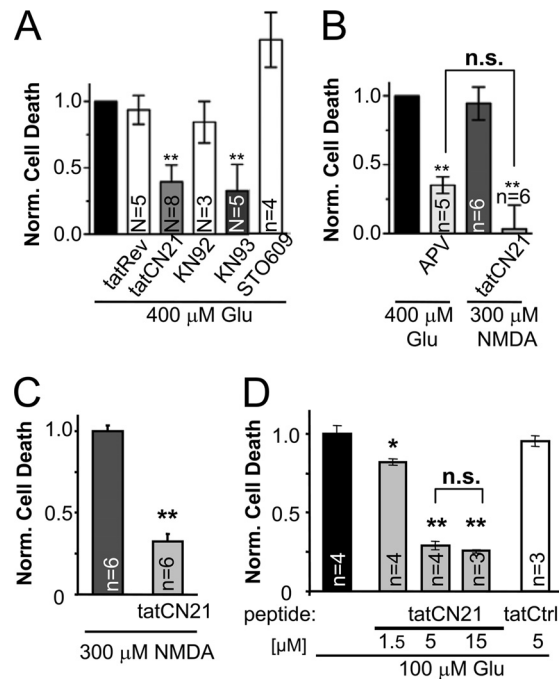 A
Norm. Cell Death
1.0
0.5
0.0
** **
N=5 N=8 N=3 N=5 n=4
tatRev tatCN21 KN92 KN93 STO609
400 μM Glu
B
Norm. Cell Death
n.s.
1.0
0.5
0.0
** **
n=5 n=6 n=6
APV tatCN21
400 μM 300 μM
Glu NMDA
C
Norm. Cell Death
1
0.5
0
**
n=6 n=6
tatCN21
300 μM NMDA
D
Norm. Cell Death
1.0
0.5
0
* ** **
n.s.
n=4 n=4 n=4 n=3 n=3
peptide: tatCN21 tatCtrl
[μM] 1.5 5 15 5
100 μM Glu